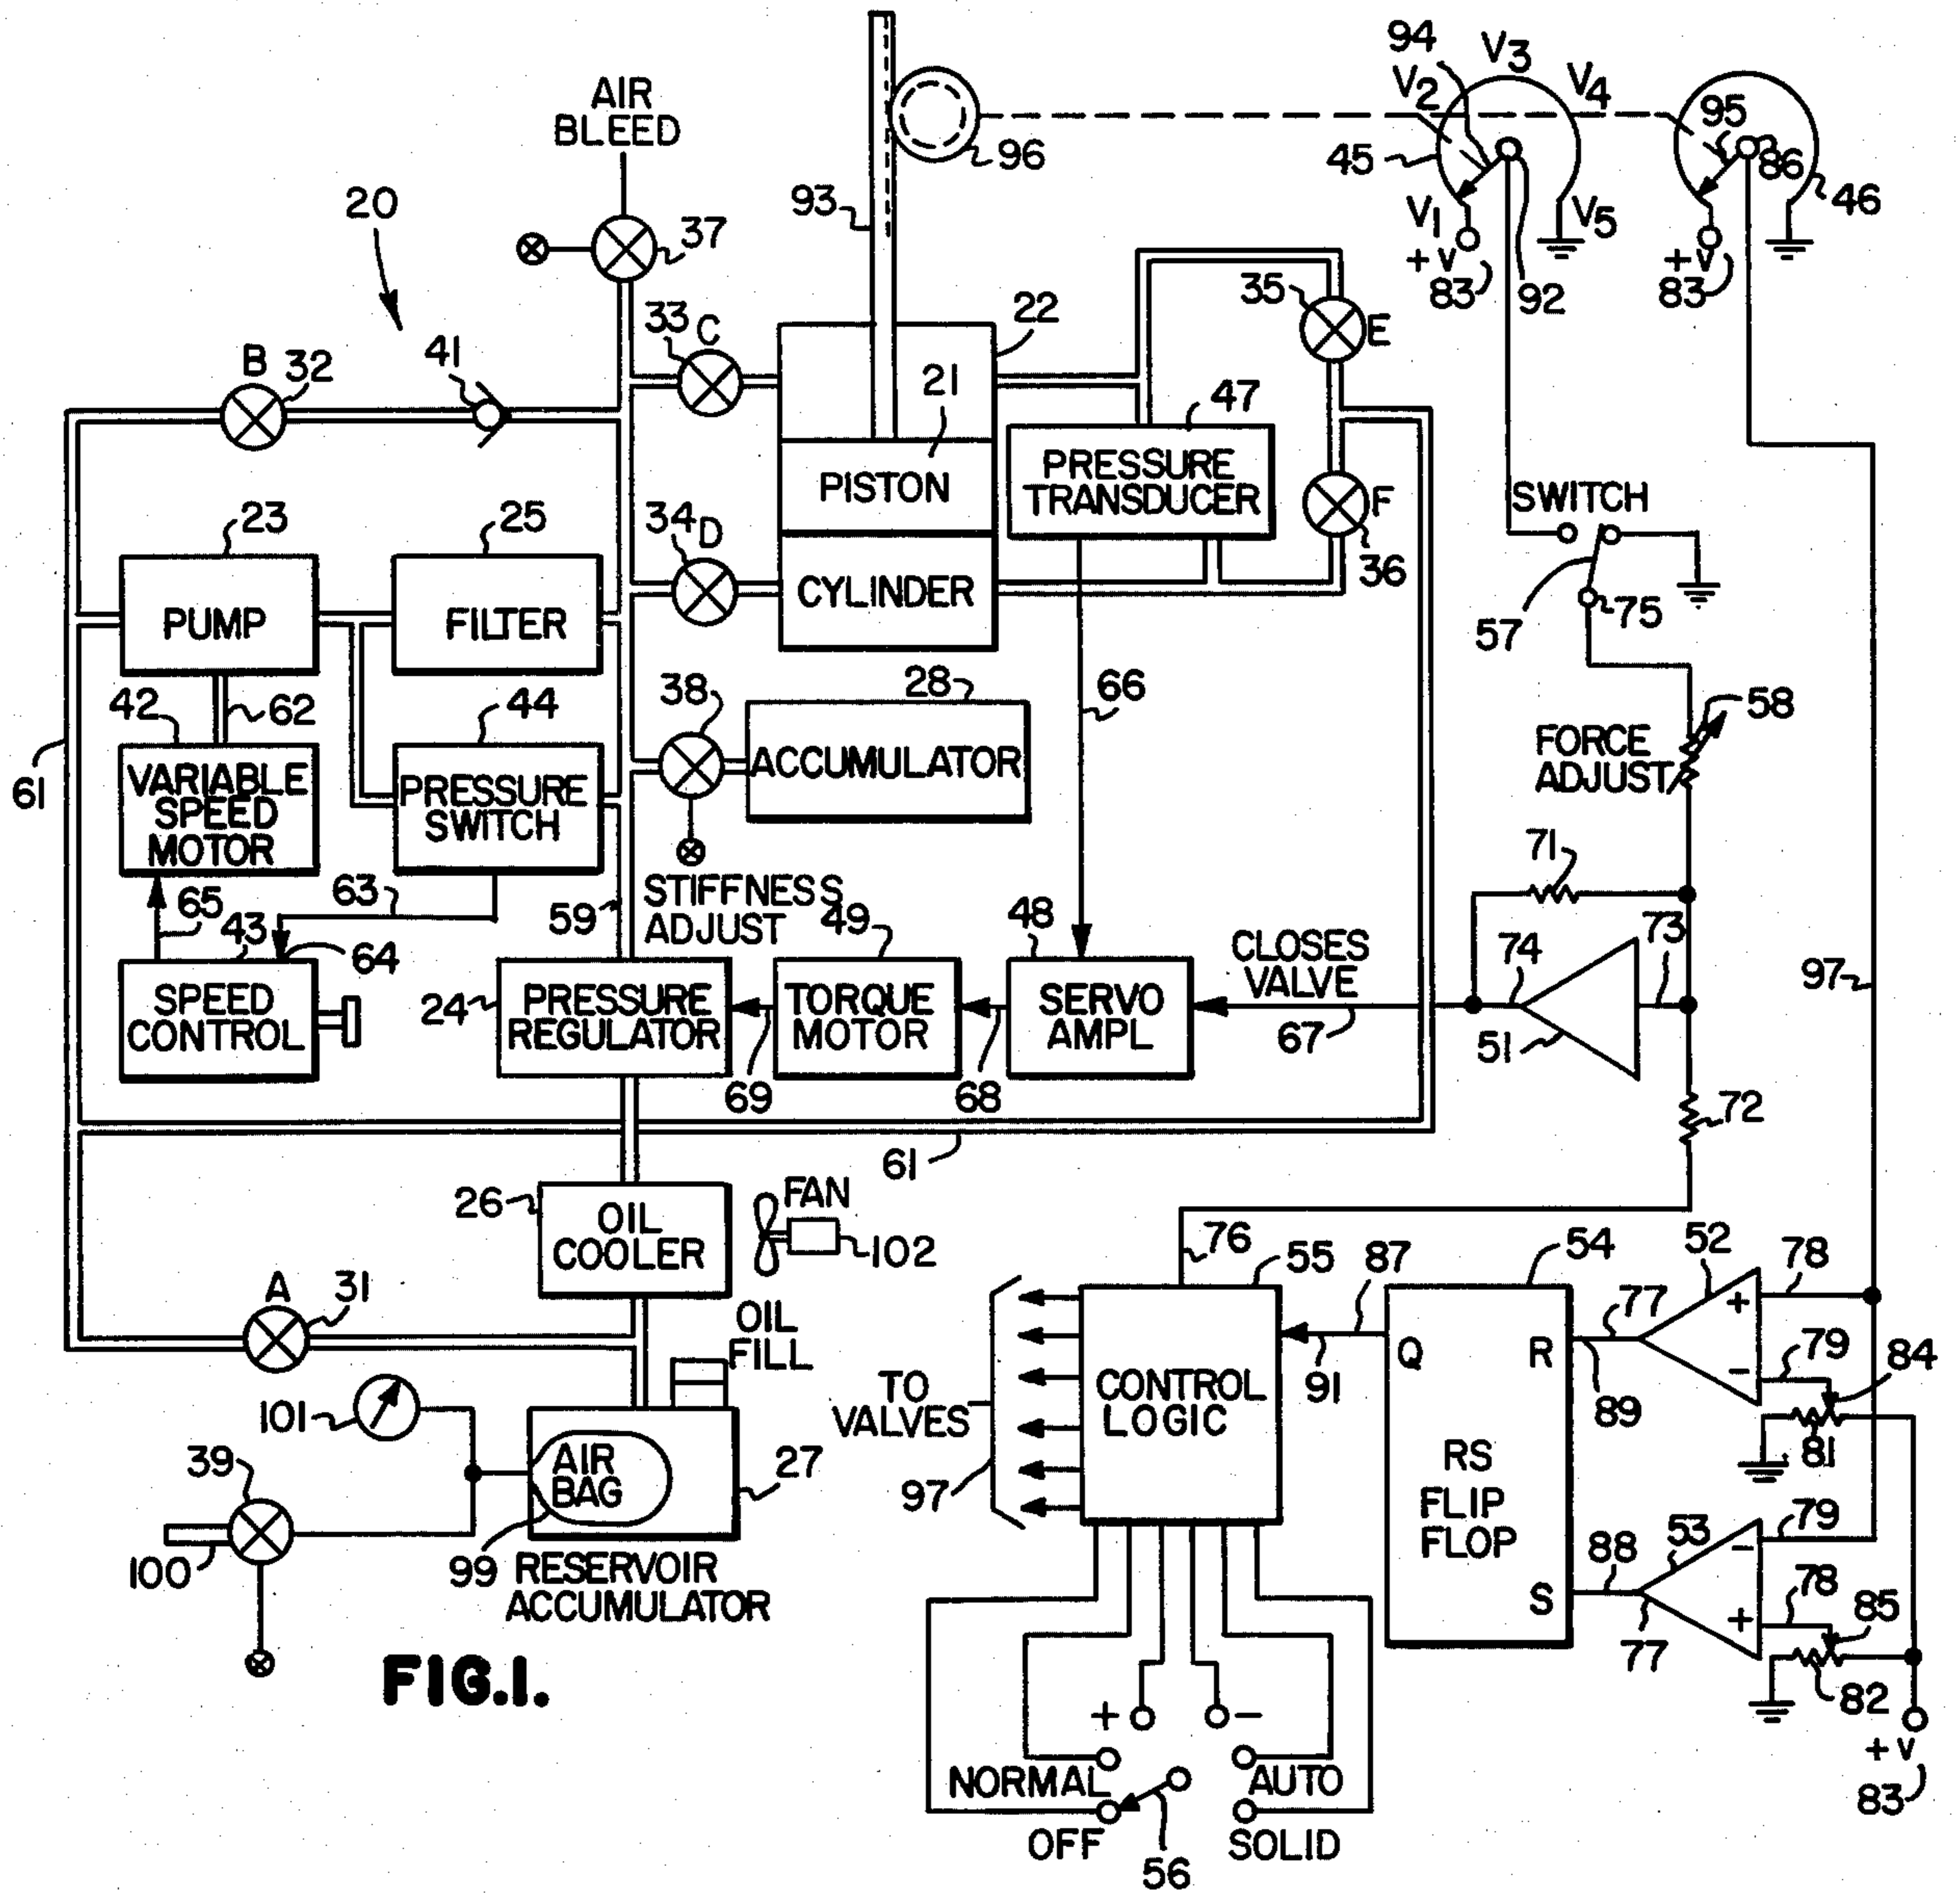 94
V3
V2
V4
AIR
BLEED
95
86
45
96
46
93
20
V1
V5
37
+V
83
92
+V
83
35
E
22
33
C
41
B
32
21
47
PRESSURE
TRANSDUCER
PISTON
F
SWITCH
34
D
23
25
36
CYLINDER
PUMP
FILTER
57
75
38
28
66
42
62
44
58
FORCE
ADJUST
ACCUMULATOR
61
VARIABLE
SPEED
MOTOR
PRESSURE
SWITCH
71
63
STIFFNESS
ADJUST
65
59
49
48
73
43
64
CLOSES
VALVE
74
97
SPEED
CONTROL
24
PRESSURE
REGULATOR
TORQUE
MOTOR
SERVO
AMPL
67
51
69
68
72
61
26
FAN
OIL
COOLER
102
76
55
87
54
52
78
A
31
OIL
FILL
77
+
79
84
Q
R
−
TO
VALVES
CONTROL
LOGIC
91
89
81
101
39
AIR
BAG
27
97
RS
FLIP
FLOP
53
79
−
88
78
100
99
RESERVOIR
ACCUMULATOR
S
+
85
77
82
FIG.1.
+
−
+V
83
NORMAL
AUTO
OFF
SOLID
56